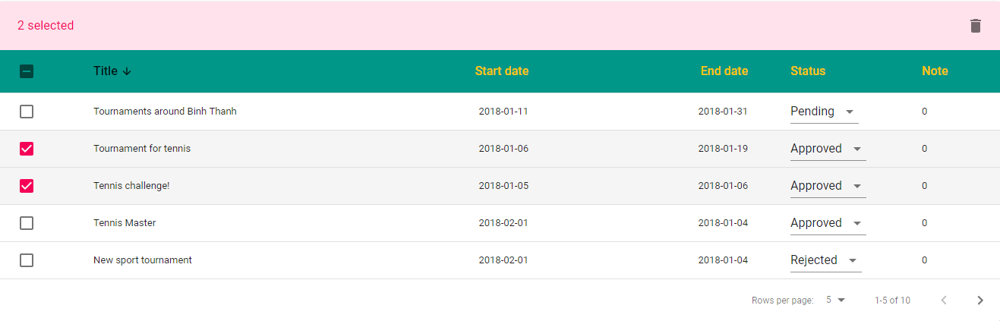 2 selected
Title Start date End date Status Note
Tournaments around Binh Thanh 2018-01-11 2018-01-31 Pending 0
Tournament for tennis 2018-01-06 2018-01-19 Approved 0
Tennis challenge! 2018-01-05 2018-01-06 Approved 0
Tennis Master 2018-02-01 2018-01-04 Approved 0
New sport tournament 2018-02-01 2018-01-04 Rejected 0
Rows per page: 5 1-5 of 10